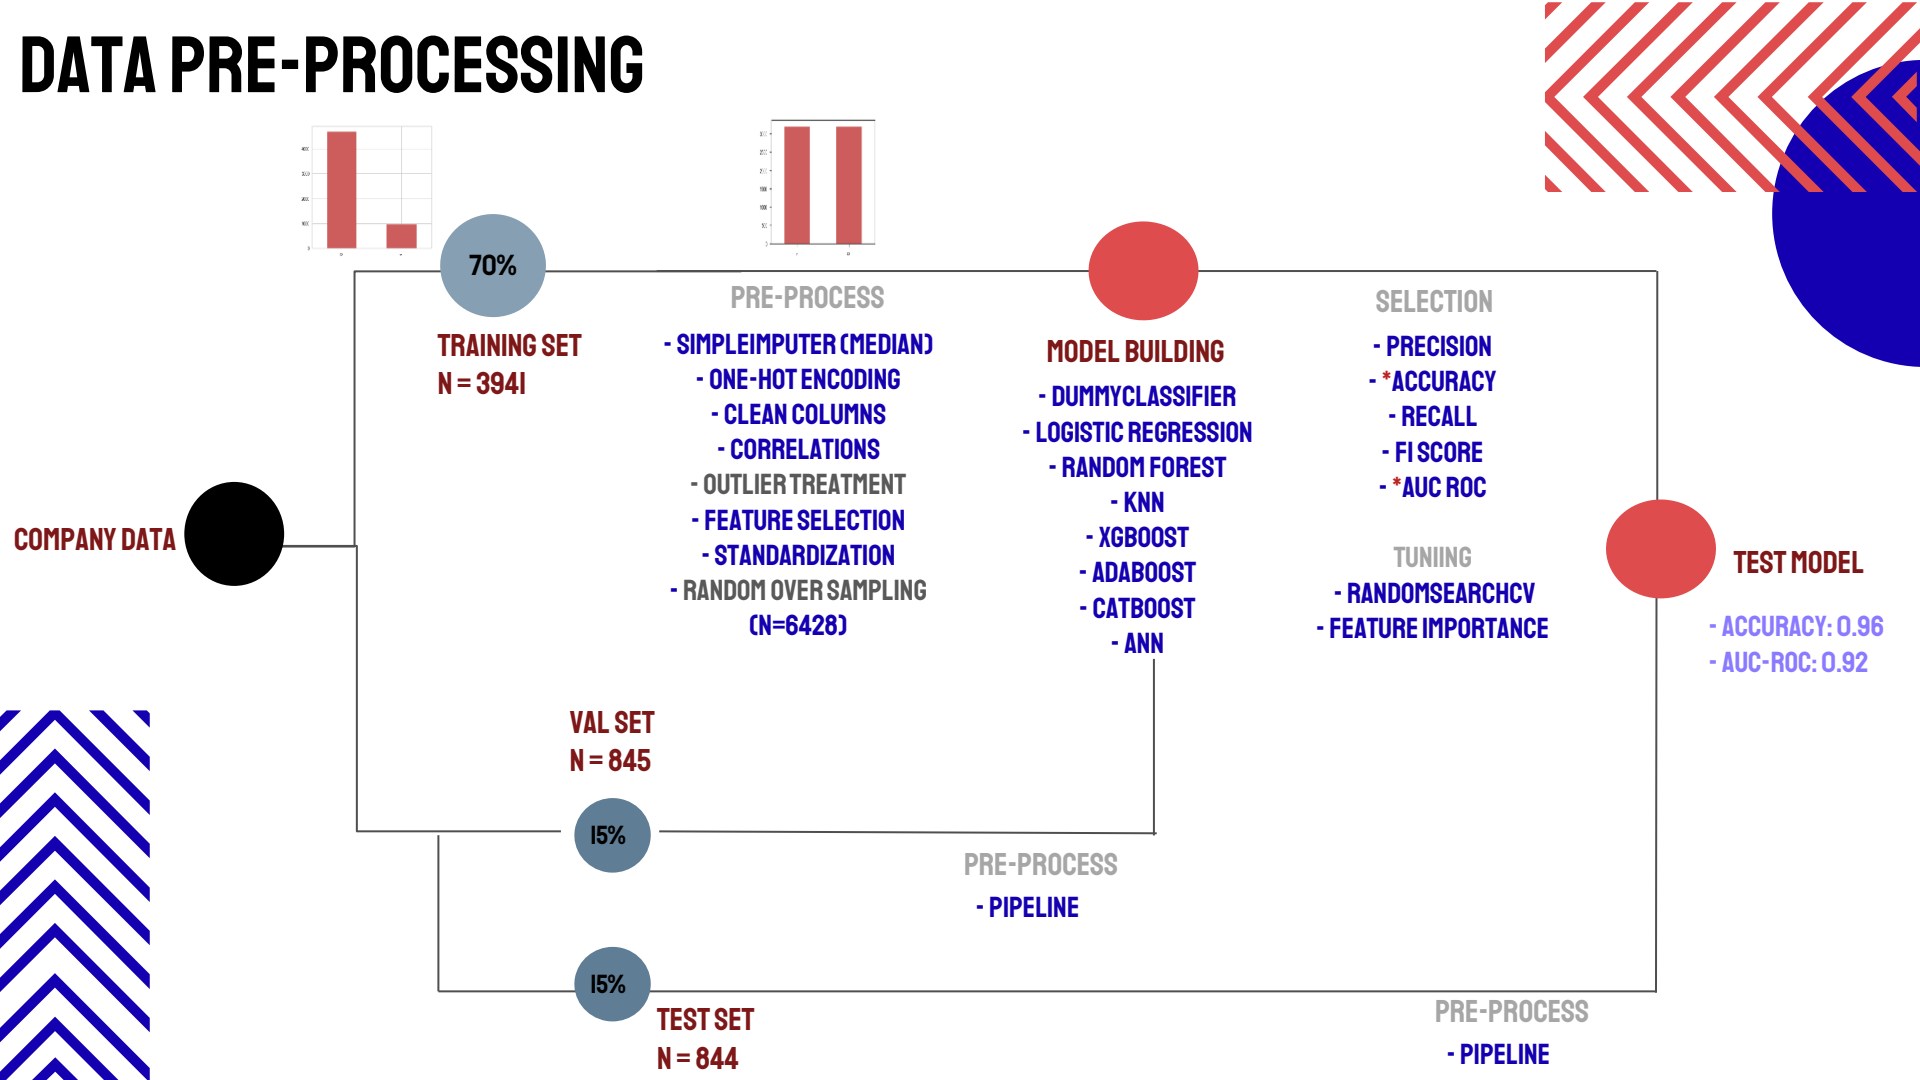 DATA PRE-PROCESSING
70%
TRAINING SET
N = 3941
PRE-PROCESS
- SIMPLEIMPUTER (MEDIAN)
- ONE-HOT ENCODING
- CLEAN COLUMNS
- CORRELATIONS
- OUTLIER TREATMENT
- FEATURE SELECTION
- STANDARDIZATION
- RANDOM OVER SAMPLING
(N=6428)
MODEL BUILDING
- DUMMYCLASSIFIER
- LOGISTIC REGRESSION
- RANDOM FOREST
- KNN
- XGBOOST
- ADABOOST
- CATBOOST
- ANN
SELECTION
- PRECISION
- *ACCURACY
- RECALL
- F1 SCORE
- *AUC ROC
TUNIING
- RANDOMSEARCHCV
- FEATURE IMPORTANCE
COMPANY DATA
TEST MODEL
- ACCURACY: 0.96
- AUC-ROC: 0.92
VAL SET
N = 845
15%
PRE-PROCESS
- PIPELINE
15%
TEST SET
N = 844
PRE-PROCESS
- PIPELINE